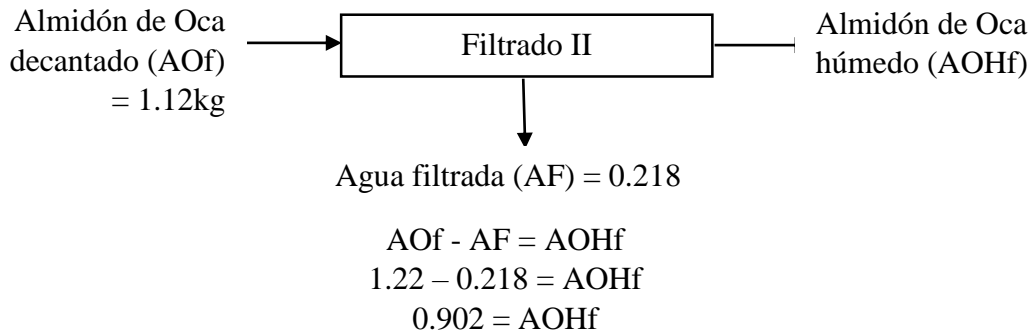 Almidón de Oca
decantado (AOf)
= 1.12kg
Filtrado II
Almidón de Oca
húmedo (AOHf)
Agua filtrada (AF) = 0.218
AOf - AF = AOHf
1.22 – 0.218 = AOHf
0.902 = AOHf